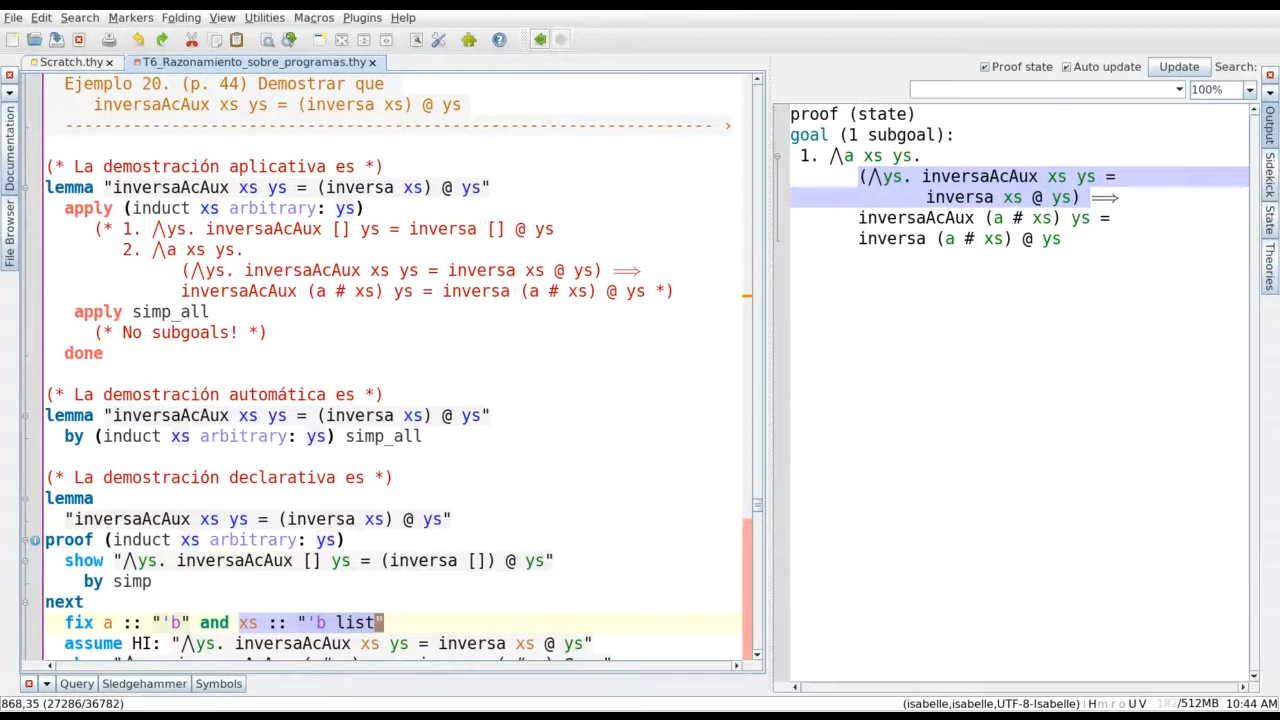 File Edit Search Markers Folding View Utilities Macros Plugins Help
Scratch.thy
T6_Razonamiento_sobre_programas.thy
Proof state
Auto update
Update
Search:
100%
Documentation
File Browser
Ejemplo 20. (p. 44) Demostrar que
inversaAcAux xs ys = (inversa xs) @ ys
------------------------------------------------------------------- ›
(* La demostración aplicativa es *)
lemma "inversaAcAux xs ys = (inversa xs) @ ys"
apply (induct xs arbitrary: ys)
(* 1. ⋀ys. inversaAcAux [] ys = inversa [] @ ys
2. ⋀a xs ys.
(⋀ys. inversaAcAux xs ys = inversa xs @ ys) ⟹
inversaAcAux (a # xs) ys = inversa (a # xs) @ ys *)
apply simp_all
(* No subgoals! *)
done
(* La demostración automática es *)
lemma "inversaAcAux xs ys = (inversa xs) @ ys"
by (induct xs arbitrary: ys) simp_all
(* La demostración declarativa es *)
lemma
"inversaAcAux xs ys = (inversa xs) @ ys"
proof (induct xs arbitrary: ys)
show "⋀ys. inversaAcAux [] ys = (inversa []) @ ys"
by simp
next
fix a :: "'b" and xs :: "'b list"
assume HI: "⋀ys. inversaAcAux xs ys = inversa xs @ ys"
proof (state)
goal (1 subgoal):
1. ⋀a xs ys.
(⋀ys. inversaAcAux xs ys =
inversa xs @ ys) ⟹
inversaAcAux (a # xs) ys =
inversa (a # xs) @ ys
Output
Sidekick
State
Theories
Query Sledgehammer Symbols
868,35 (27286/36782)
(isabelle,isabelle,UTF-8-Isabelle) H m r o U V
/512MB 10:44 AM